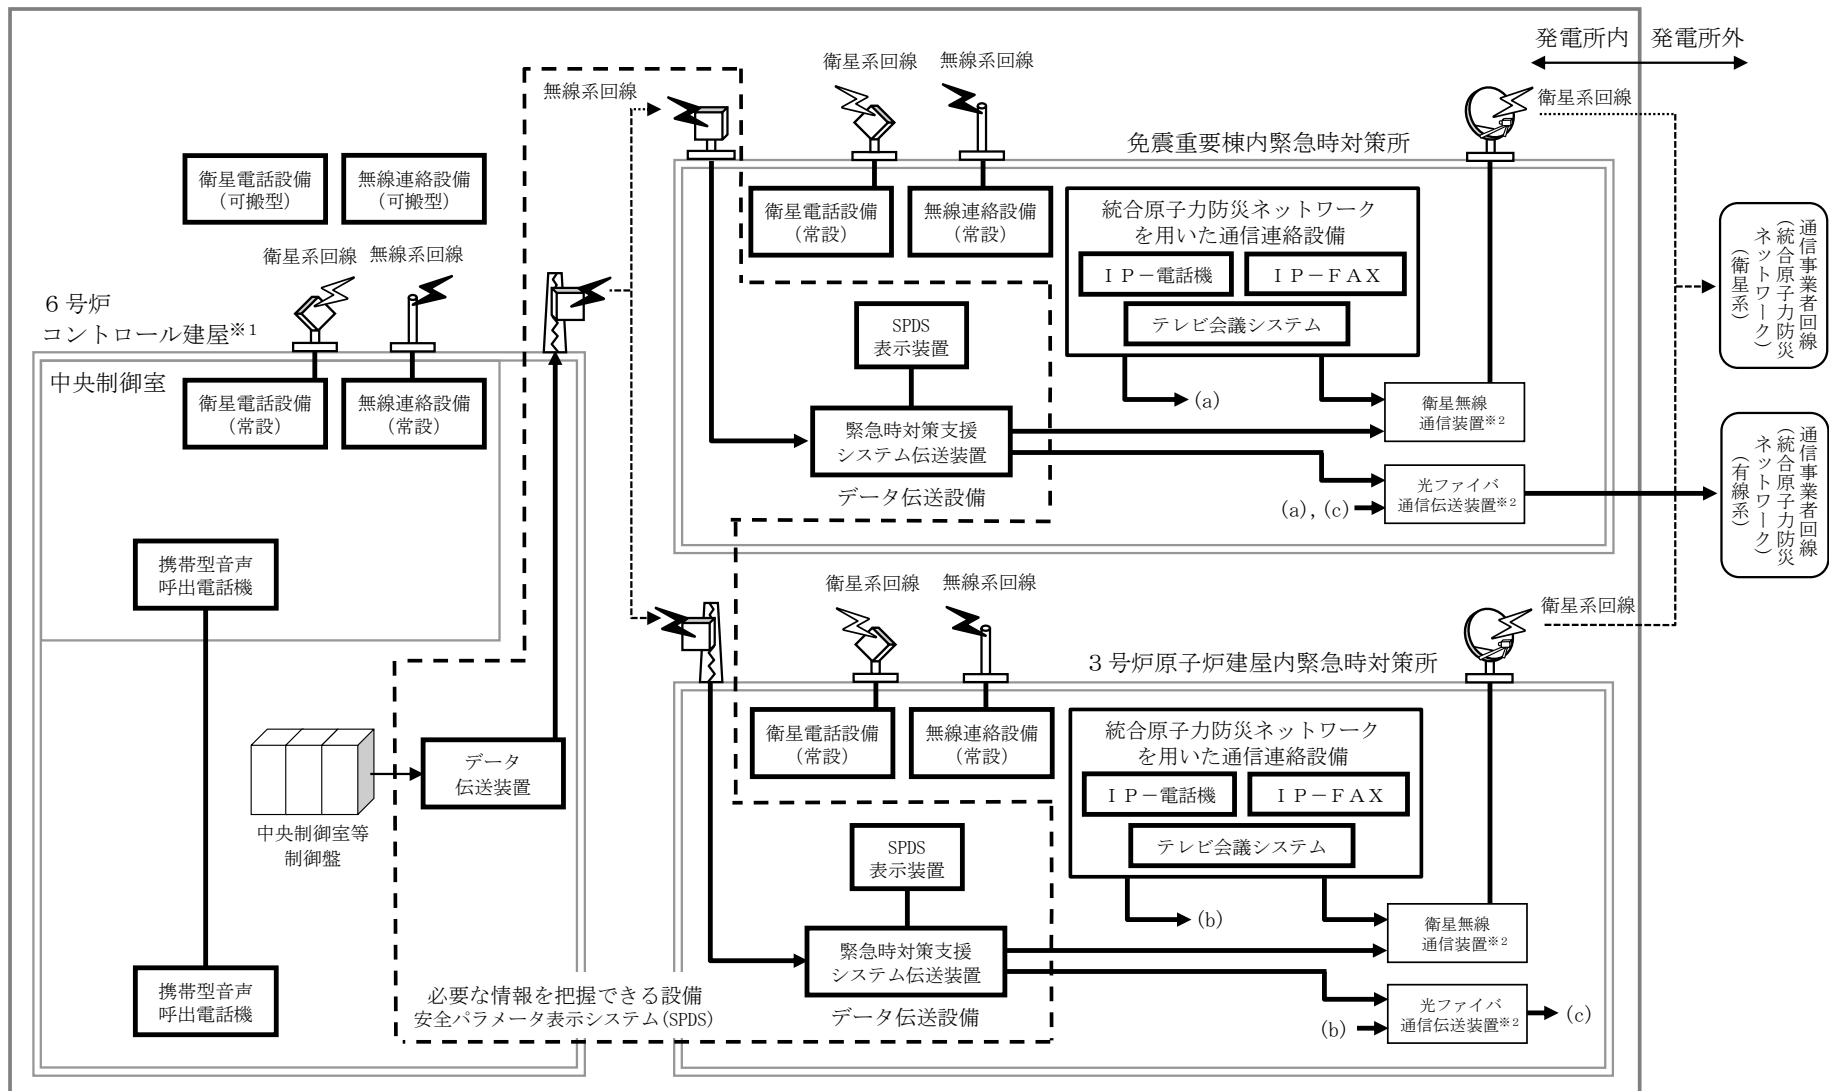 発電所内
発電所外
衛星系回線
無線系回線
無線系回線
衛星系回線
免震重要棟内緊急時対策所
衛星電話設備
（可搬型）
無線連絡設備
（可搬型）
衛星系回線
無線系回線
６号炉
コントロール建屋※1
中央制御室
衛星電話設備
（常設）
無線連絡設備
（常設）
携帯型音声
呼出電話機
中央制御室等
制御盤
データ
伝送装置
携帯型音声
呼出電話機
必要な情報を把握できる設備
安全パラメータ表示システム(SPDS)
衛星電話設備
（常設）
無線連絡設備
（常設）
統合原子力防災ネットワーク
を用いた通信連絡設備
ＩＰ－電話機
ＩＰ－ＦＡＸ
テレビ会議システム
SPDS
表示装置
(a)
衛星無線
通信装置※2
緊急時対策支援
システム伝送装置
データ伝送設備
光ファイバ
通信伝送装置※2
(a),(c)
通信事業者回線
（統合原子力防災
ネットワーク）
（衛星系）
通信事業者回線
（統合原子力防災
ネットワーク）
（有線系）
衛星系回線
無線系回線
衛星系回線
３号炉原子炉建屋内緊急時対策所
衛星電話設備
（常設）
無線連絡設備
（常設）
統合原子力防災ネットワーク
を用いた通信連絡設備
ＩＰ－電話機
ＩＰ－ＦＡＸ
テレビ会議システム
SPDS
表示装置
(b)
衛星無線
通信装置※2
緊急時対策支援
システム伝送装置
データ伝送設備
光ファイバ
通信伝送装置※2
(b)
(c)